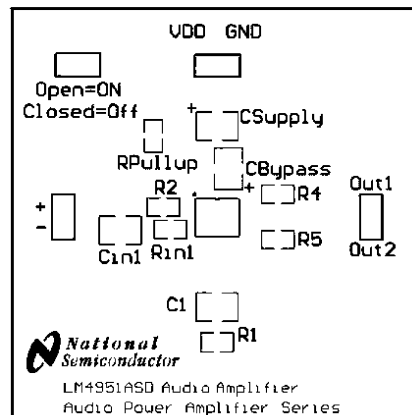 VDD GND
Open=ON
Closed=Off
+
CSupply
RPullup
CBypass
+
R2
R4
Out1
+
-
Cin1
Rin1
R5
Out2
C1
R1
National
Semiconductor
LM4951ASD Audio Amplifier
Audio Power Amplifier Series